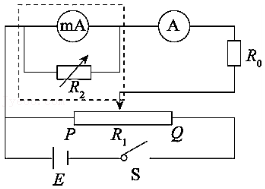 mA A
R₂ R₀
P R₁ Q
E S